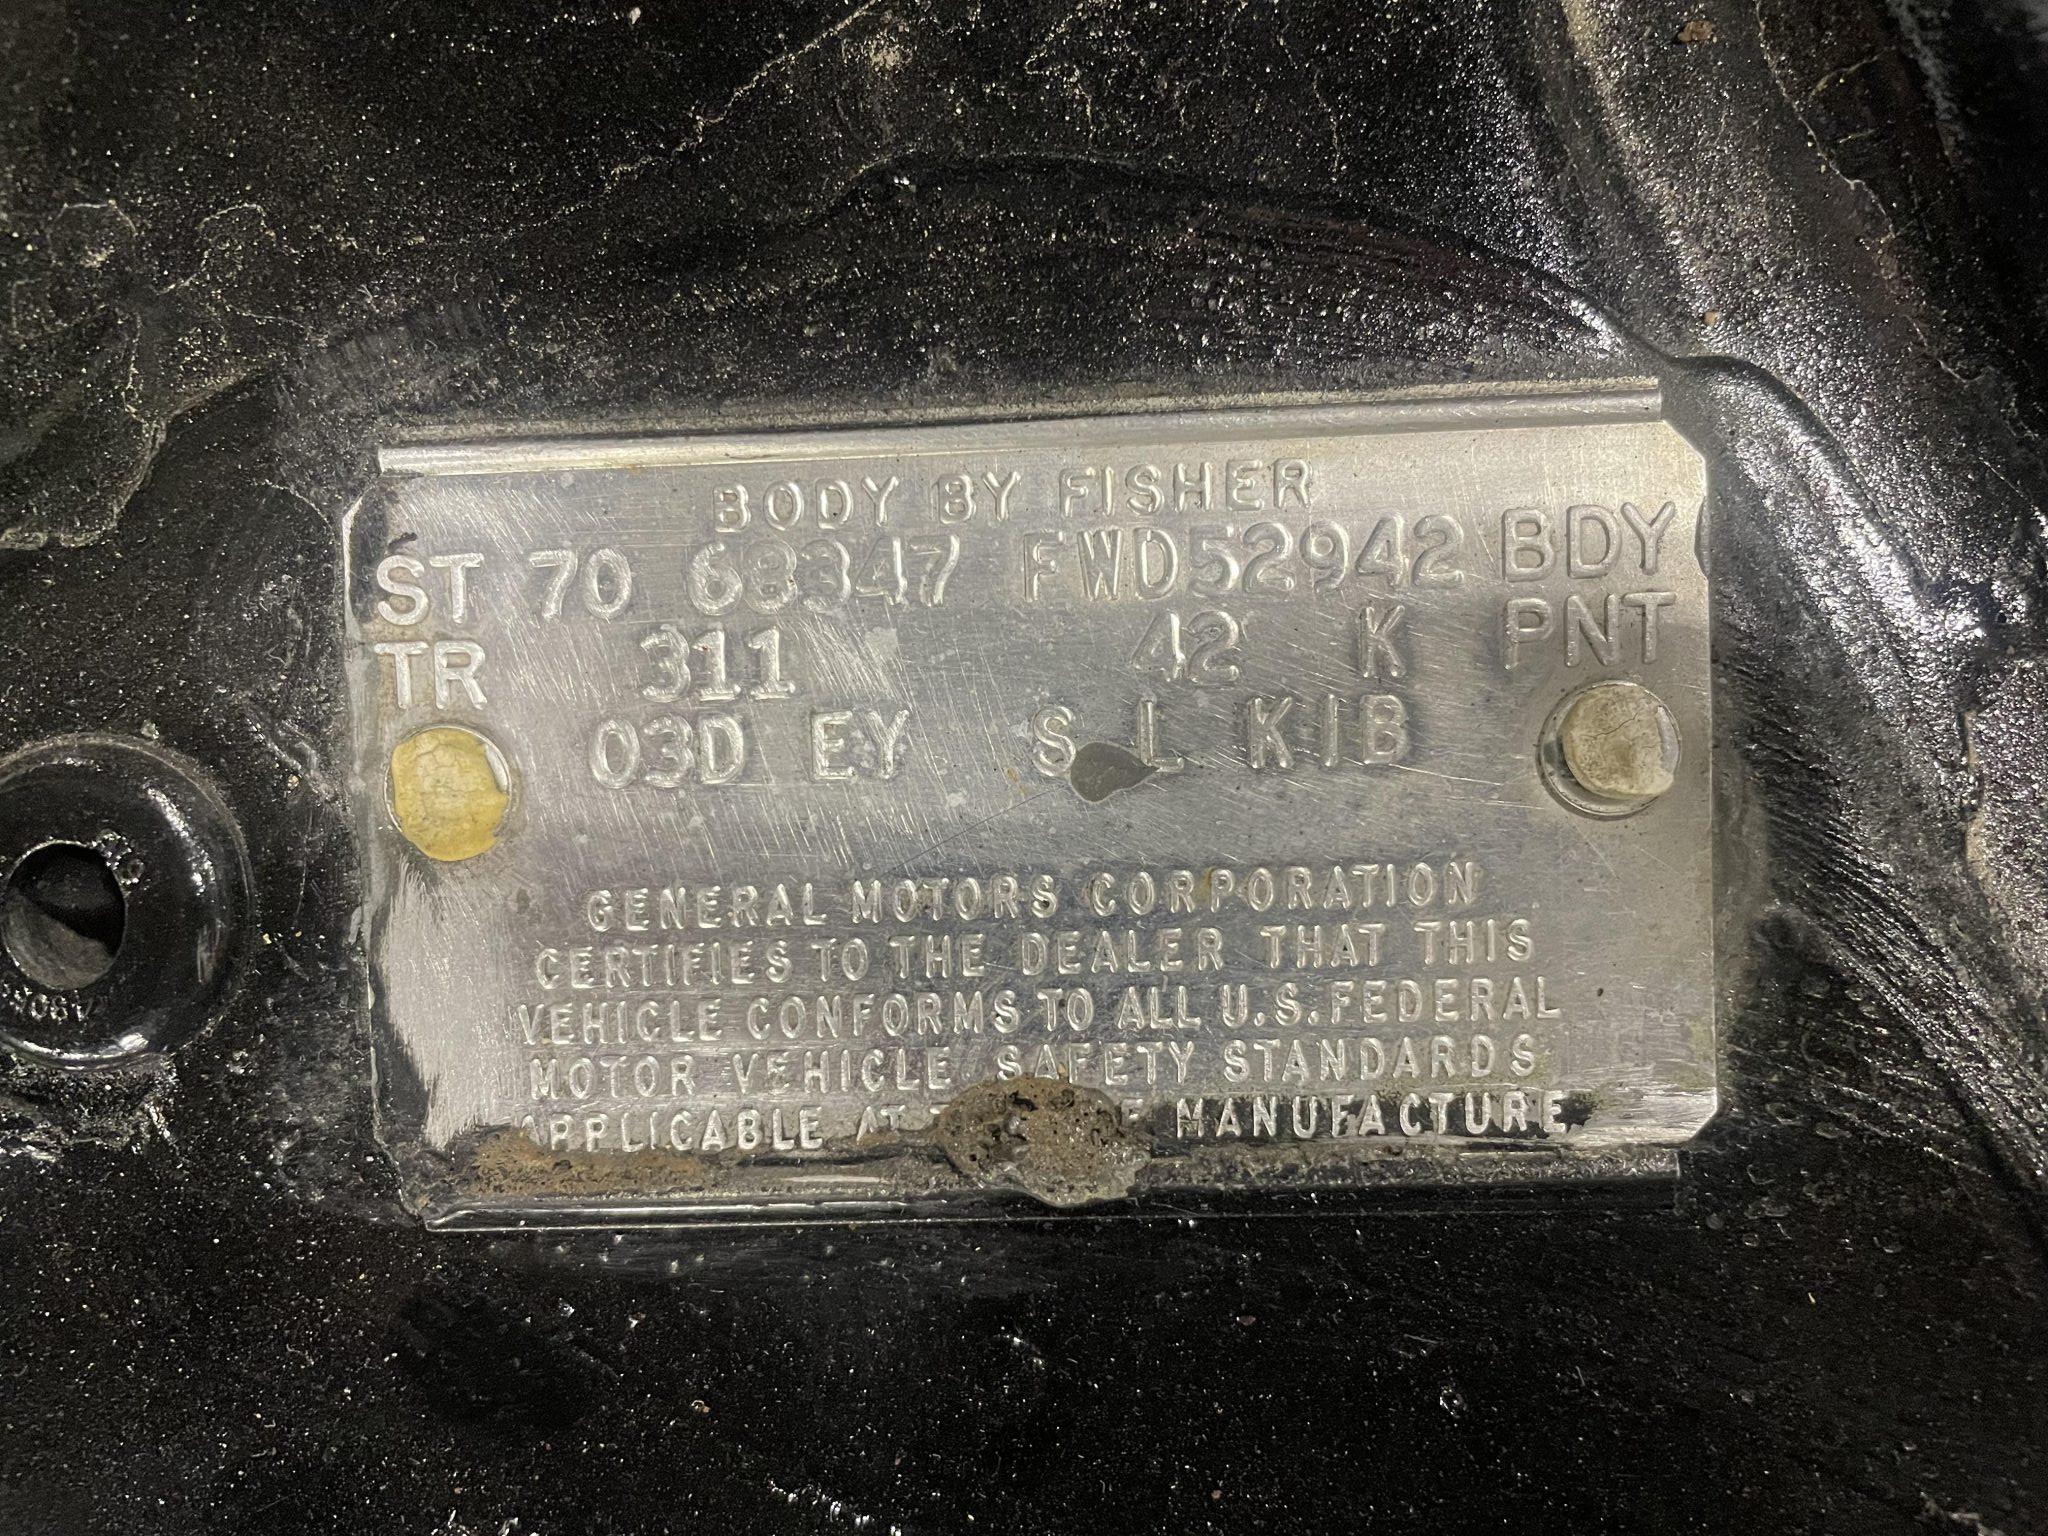 BODY BY FISHER
ST 70 68347 FWD52942 BDY
TR 311 42 K PNT
03D EY S L K1B
GENERAL MOTORS CORPORATION
CERTIFIES TO THE DEALER THAT THIS
VEHICLE CONFORMS TO ALL U.S. FEDERAL
MOTOR VEHICLE SAFETY STANDARDS
APPLICABLE AT MANUFACTURE